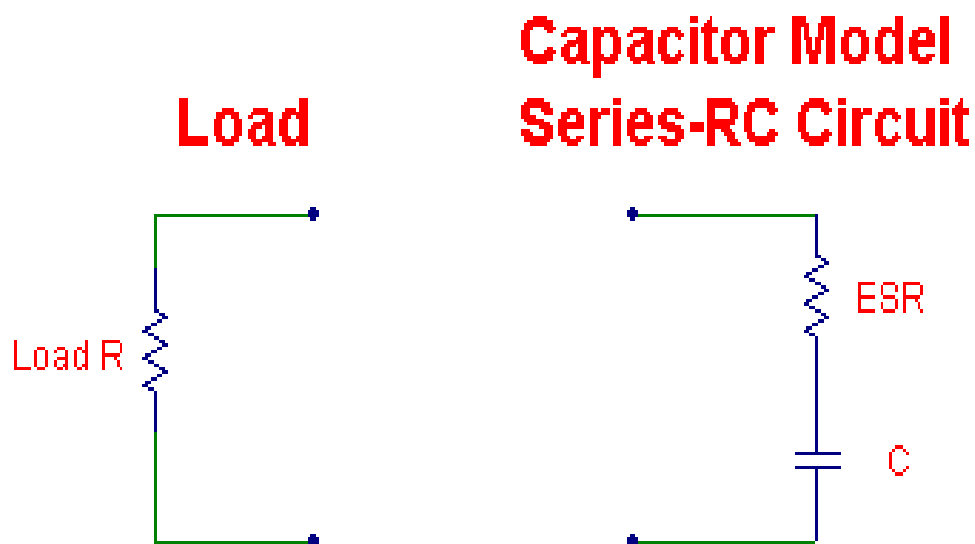 Capacitor Model
Load
Series-RC Circuit
ESR
Load R
C